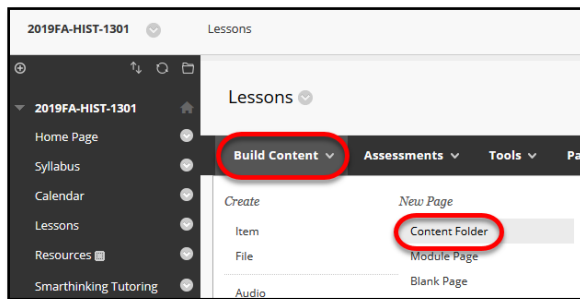 2019FA-HIST-1301 Lessons
2019FA-HIST-1301
Home Page
Syllabus
Calendar
Lessons
Resources
Smarthinking Tutoring
Lessons
Build Content Assessments Tools Pa
Create New Page
Item Content Folder
File Module Page
Audio Blank Page